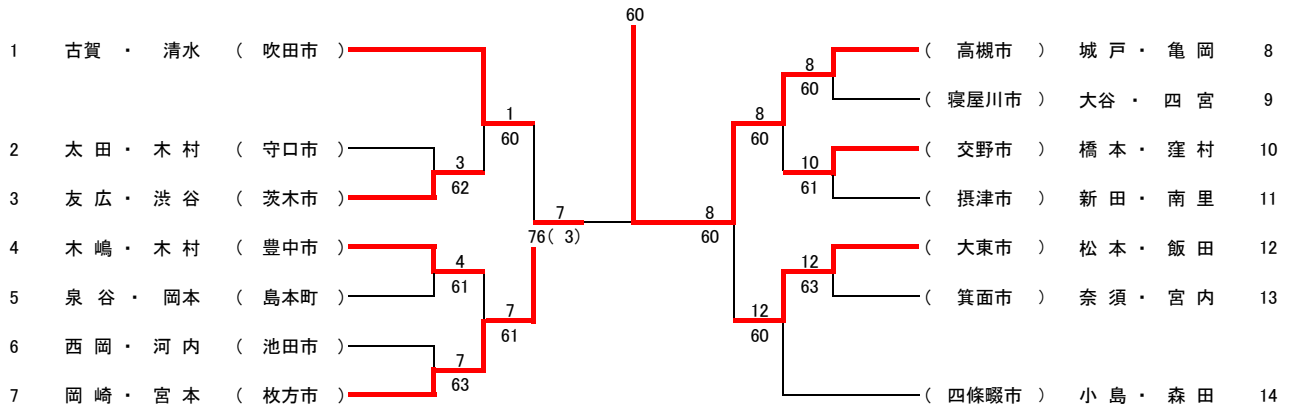 60
1 古賀 ・ 清水 ( 吹田市 )
( 高槻市 ) 城戸 ・ 亀岡 8
8
60
( 寝屋川市 ) 大谷 ・ 四宮 9
1
60
8
60
2 太田 ・ 木村 ( 守口市 )
( 交野市 ) 橋本 ・ 窪村 10
3
62
10
61
3 友広 ・ 渋谷 ( 茨木市 )
( 摂津市 ) 新田 ・ 南里 11
7
76( 3)
8
60
4 木嶋 ・ 木村 ( 豊中市 )
( 大東市 ) 松本 ・ 飯田 12
4
61
12
63
5 泉谷 ・ 岡本 ( 島本町 )
( 箕面市 ) 奈須 ・ 宮内 13
7
61
12
60
6 西岡 ・ 河内 ( 池田市 )
7
63
7 岡崎 ・ 宮本 ( 枚方市 )
( 四條畷市 ) 小島 ・ 森田 14